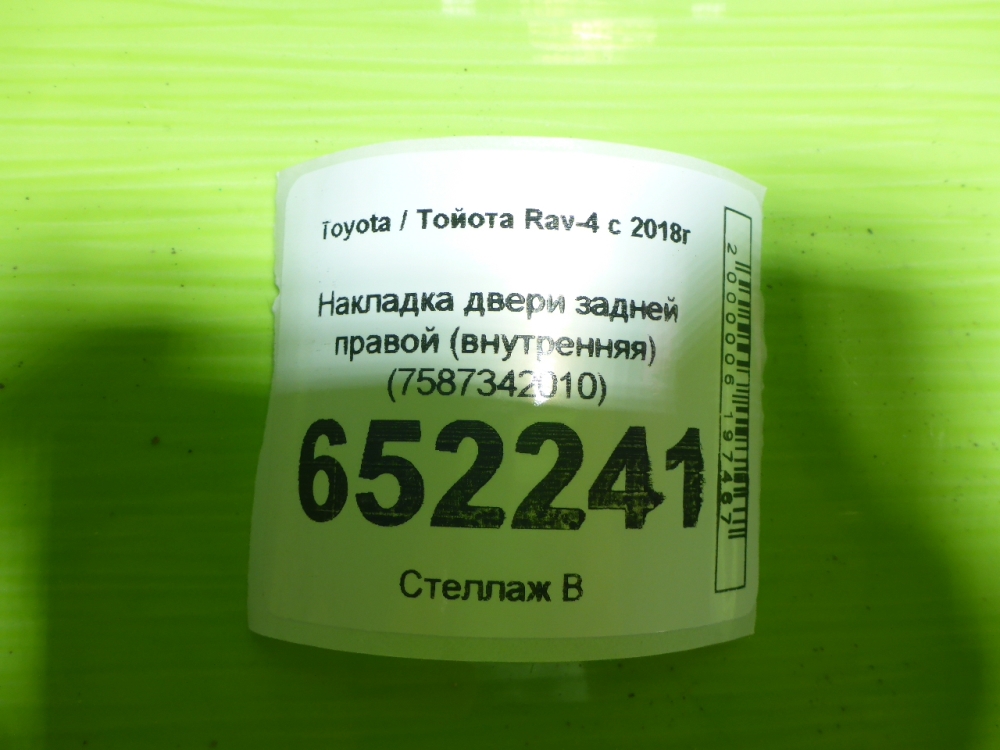 Toyota / Тойота Rav-4 с 2018г
Накладка двери задней
правой (внутренняя)
(7587342010)
652241
Стеллаж В
2000006197467